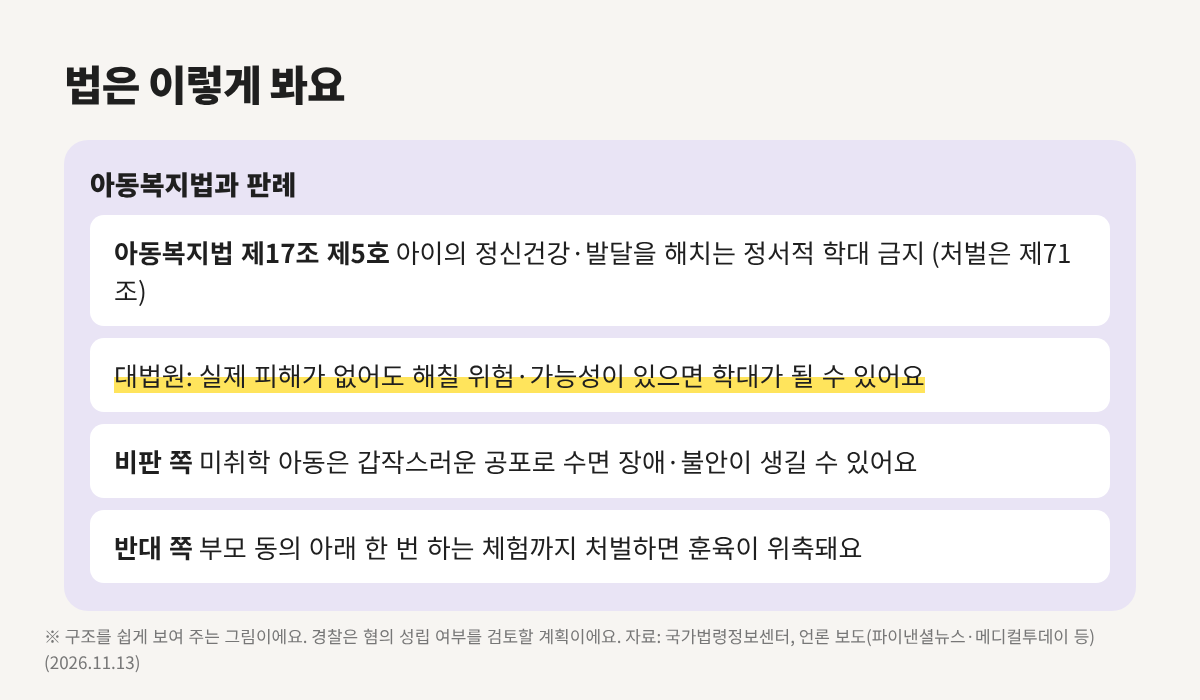 법은 이렇게 봐요
아동복지법과 판례
아동복지법 제17조 제5호 아이의 정신건강·발달을 해치는 정서적 학대 금지 (처벌은 제71
조)
대법원: 실제 피해가 없어도 해칠 위험·가능성이 있으면 학대가 될 수 있어요
비판 쪽 미취학 아동은 갑작스러운 공포로 수면 장애·불안이 생길 수 있어요
반대 쪽 부모 동의 아래 한 번 하는 체험까지 처벌하면 훈육이 위축돼요
※ 구조를 쉽게 보여 주는 그림이에요. 경찰은 혐의 성립 여부를 검토할 계획이에요. 자료: 국가법령정보센터, 언론 보도(파이낸셜뉴스·메디컬투데이 등)
(2026.11.13)